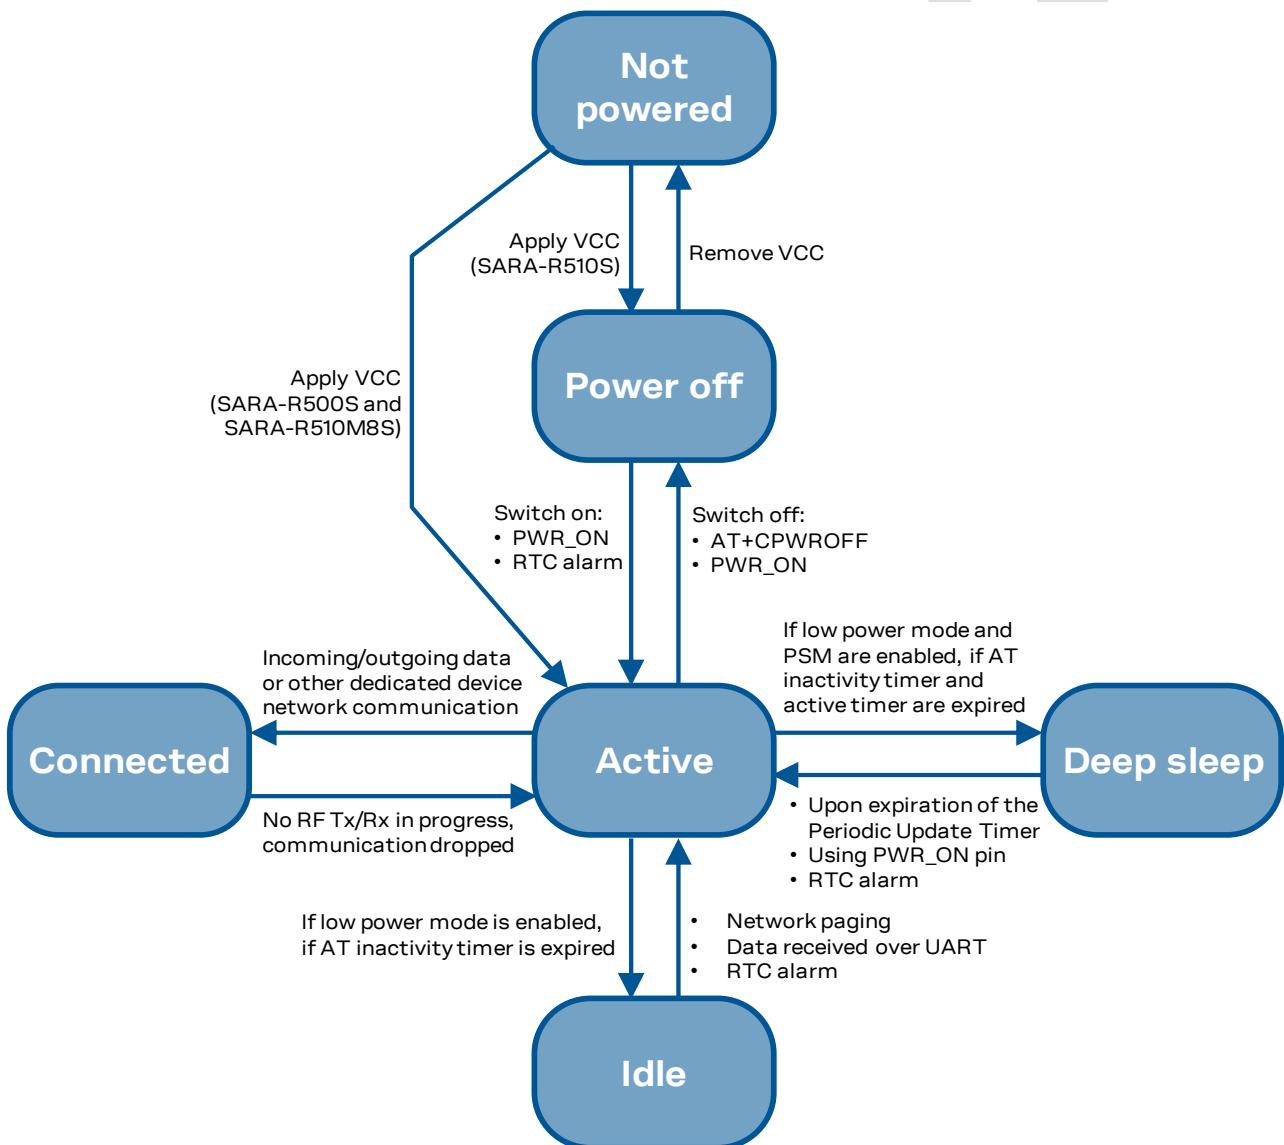 Not
powered
Apply VCC
(SARA-R510S)
Remove VCC
Power off
Apply VCC
(SARA-R500S and
SARA-R510M8S)
Switch on:
• PWR_ON
• RTC alarm
Switch off:
• AT+CPWROFF
• PWR_ON
If low power mode and
PSM are enabled, if AT
inactivity timer and
active timer are expired
Incoming/outgoing data
or other dedicated device
network communication
Connected
Active
Deep sleep
No RF Tx/Rx in progress,
communication dropped
• Upon expiration of the
Periodic Update Timer
• Using PWR_ON pin
• RTC alarm
If low power mode is enabled,
if AT inactivity timer is expired
• Network paging
• Data received over UART
• RTC alarm
Idle